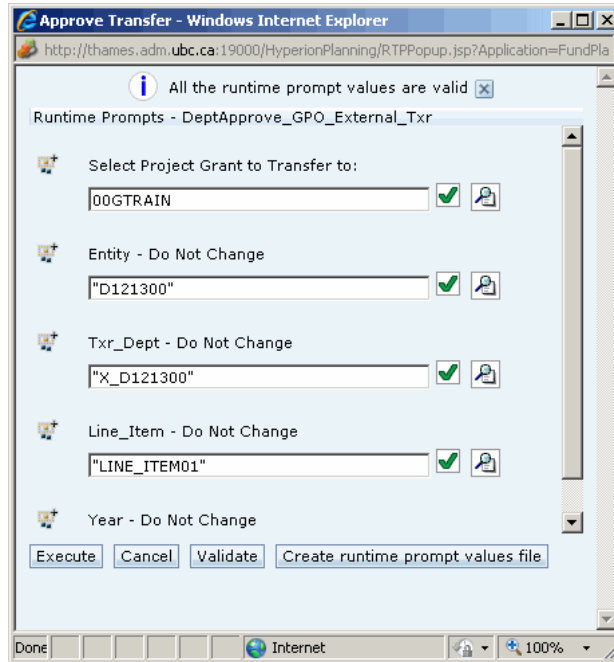 Approve Transfer - Windows Internet Explorer
http://thames.adm.ubc.ca:19000/HyperionPlanning/RTPPopup.jsp?Application=FundPla
All the runtime prompt values are valid
Runtime Prompts - DeptApprove_GPO_External_Txr
Select Project Grant to Transfer to:
00GTRAIN
Entity - Do Not Change
"D121300"
Txr_Dept - Do Not Change
"X_D121300"
Line_Item - Do Not Change
"LINE_ITEM01"
Year - Do Not Change
Execute Cancel Validate Create runtime prompt values file
Done Internet 100%